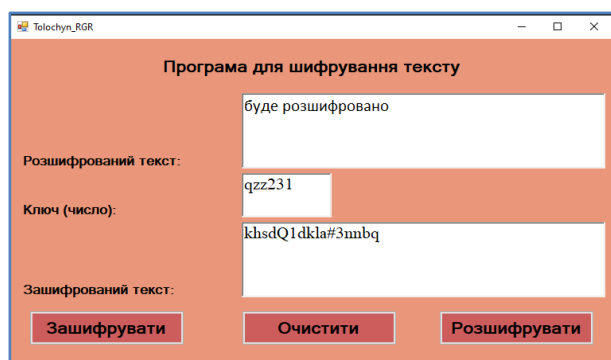 Tolochyn_RGR
Програма для шифрування тексту
буде розшифровано
Розшифрований текст:
qzz231
Ключ (число):
khsdQ1dkla#3nnbq
Зашифрований текст:
Зашифрувати Очистити Розшифрувати